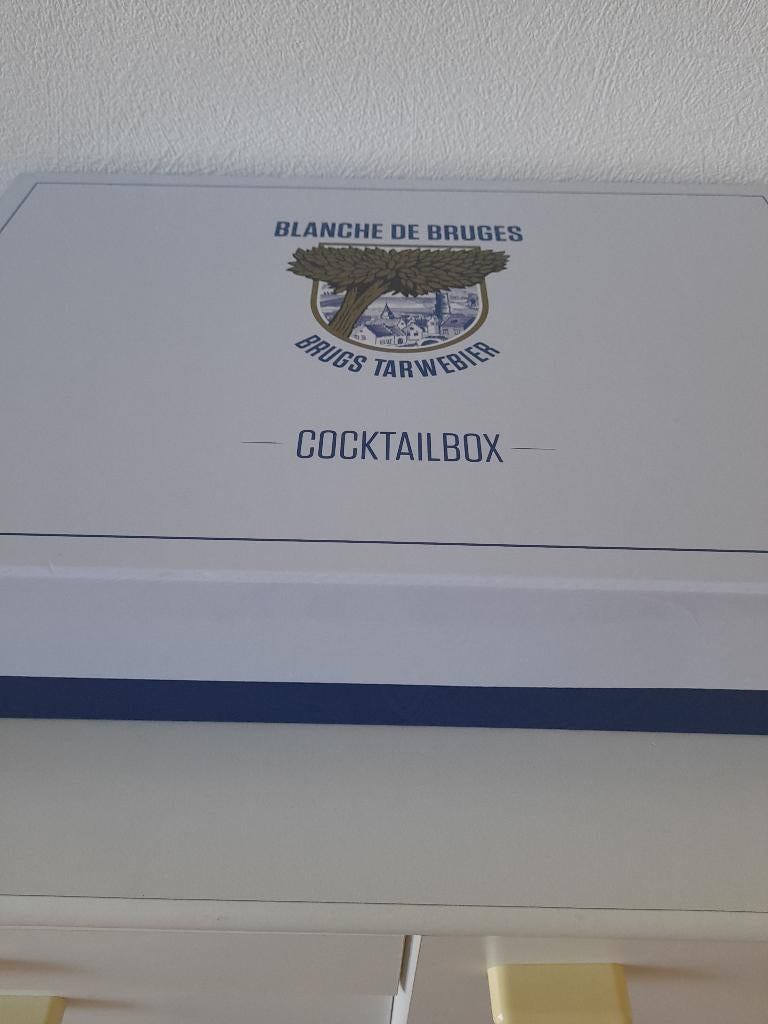 BLANCHE DE BRUGES
BRUGS TARWEBIER
COCKTAILBOX